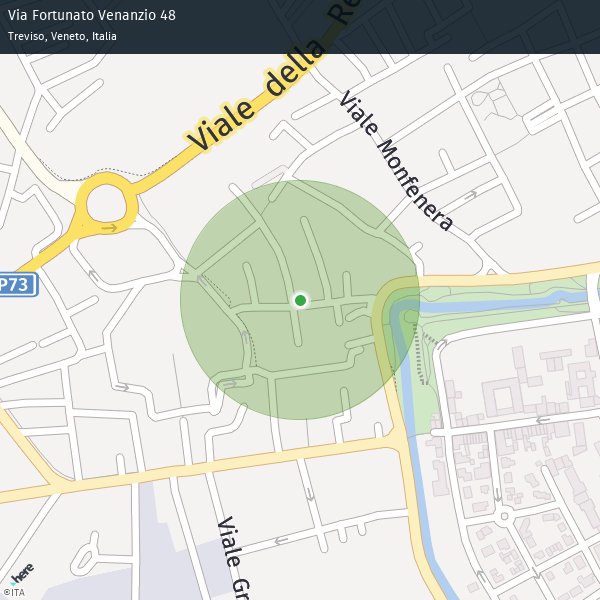 Via Fortunato Venanzio 48
Treviso, Veneto, Italia
Viale della Re
Viale Monfenera
P73
Viale Gr
here
©ITA